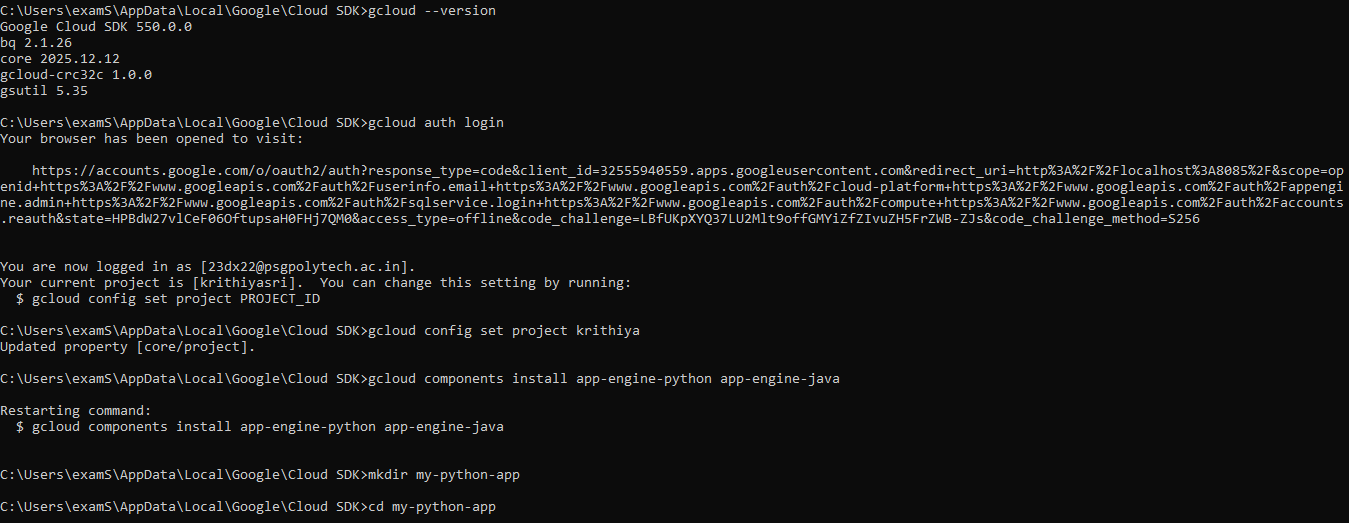 C:\Users\examS\AppData\Local\Google\Cloud SDK>gcloud --version
Google Cloud SDK 550.0.0
bq 2.1.26
core 2025.12.12
gcloud-crc32c 1.0.0
gsutil 5.35
C:\Users\examS\AppData\Local\Google\Cloud SDK>gcloud auth login
Your browser has been opened to visit:
https://accounts.google.com/o/oauth2/auth?response_type=code&client_id=32555940559.apps.googleusercontent.com&redirect_uri=http%3A%2F%2Flocalhost%3A8085%2F&scope=op
enid+https%3A%2F%2Fwww.googleapis.com%2Fauth%2Fuserinfo.email+https%3A%2F%2Fwww.googleapis.com%2Fauth%2Fcloud-platform+https%3A%2F%2Fwww.googleapis.com%2Fauth%2Fappengi
ne.admin+https%3A%2F%2Fwww.googleapis.com%2Fauth%2Fsqlservice.login+https%3A%2F%2Fwww.googleapis.com%2Fauth%2Fcompute+https%3A%2F%2Fwww.googleapis.com%2Fauth%2Faccounts
.reauth&state=HPBdW27vlCeF06OftupsaH0FHj7QM0&access_type=offline&code_challenge=LBfUKpXYQ37LU2Mlt9offGMYiZfZIvuZH5FrZWB-ZJs&code_challenge_method=S256
You are now logged in as [23dx22@psgpolytech.ac.in].
Your current project is [krithiyasri].  You can change this setting by running:
$ gcloud config set project PROJECT_ID
C:\Users\examS\AppData\Local\Google\Cloud SDK>gcloud config set project krithiya
Updated property [core/project].
C:\Users\examS\AppData\Local\Google\Cloud SDK>gcloud components install app-engine-python app-engine-java
Restarting command:
$ gcloud components install app-engine-python app-engine-java
C:\Users\examS\AppData\Local\Google\Cloud SDK>mkdir my-python-app
C:\Users\examS\AppData\Local\Google\Cloud SDK>cd my-python-app